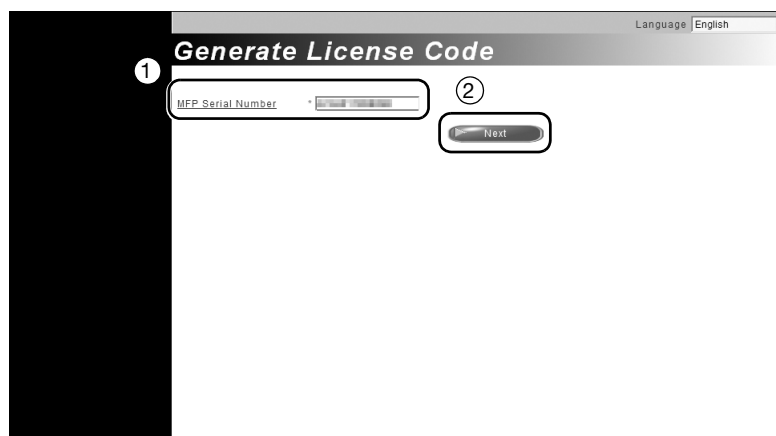 Language English
Generate License Code
1
MFP Serial Number *
2
Next